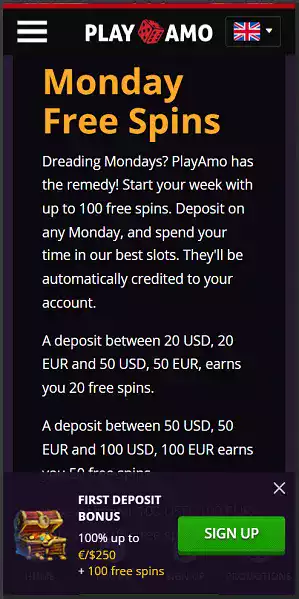 PLAY AMO
Monday
Free Spins
Dreading Mondays? PlayAmo has
the remedy! Start your week with
up to 100 free spins. Deposit on
any Monday, and spend your
time in our best slots. They'll be
automatically credited to your
account.
A deposit between 20 USD, 20
EUR and 50 USD, 50 EUR, earns
you 20 free spins.
A deposit between 50 USD, 50
EUR and 100 USD, 100 EUR earns
you 50 free spins.
FIRST DEPOSIT
BONUS
100% up to
€/$250
+ 100 free spins
SIGN UP